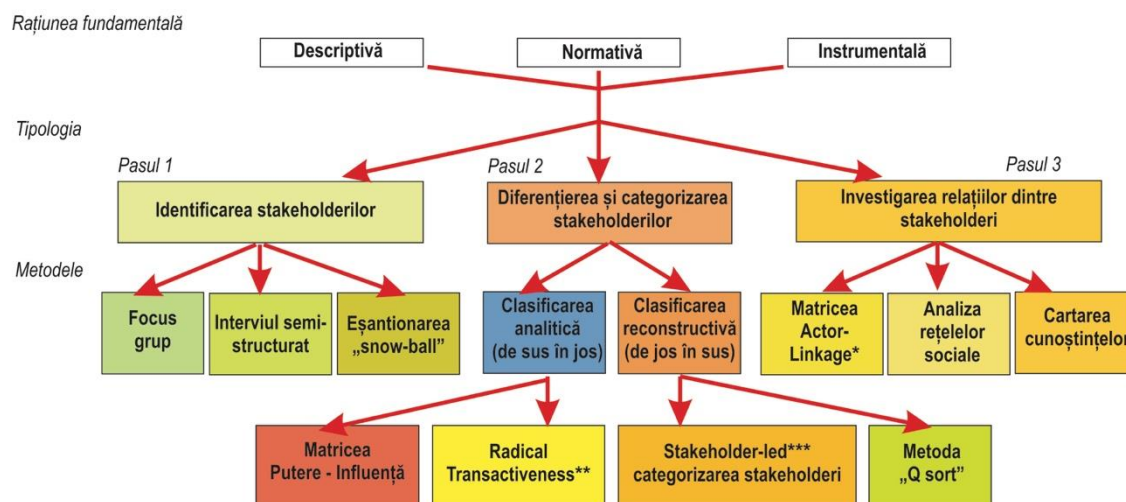 Rațiunea fundamentală
Descriptivă
Normativă
Instrumentală
Tipologia
Pasul 1
Pasul 2
Pasul 3
Identificarea stakeholderilor
Diferențierea și categorizarea
stakeholderilor
Investigarea relațiilor dintre
stakeholderi
Metodele
Focus
grup
Interviul semi-
structurat
Eșantionarea
„snow-ball”
Clasificarea
analitică
(de sus în jos)
Clasificarea
reconstructivă
(de jos în sus)
Matricea
Actor-
Linkage*
Analiza
rețelelor
sociale
Cartarea
cunoștințelor
Matricea
Putere - Influență
Radical
Transactiveness**
Stakeholder-led***
categorizarea stakeholderi
Metoda
„Q sort”